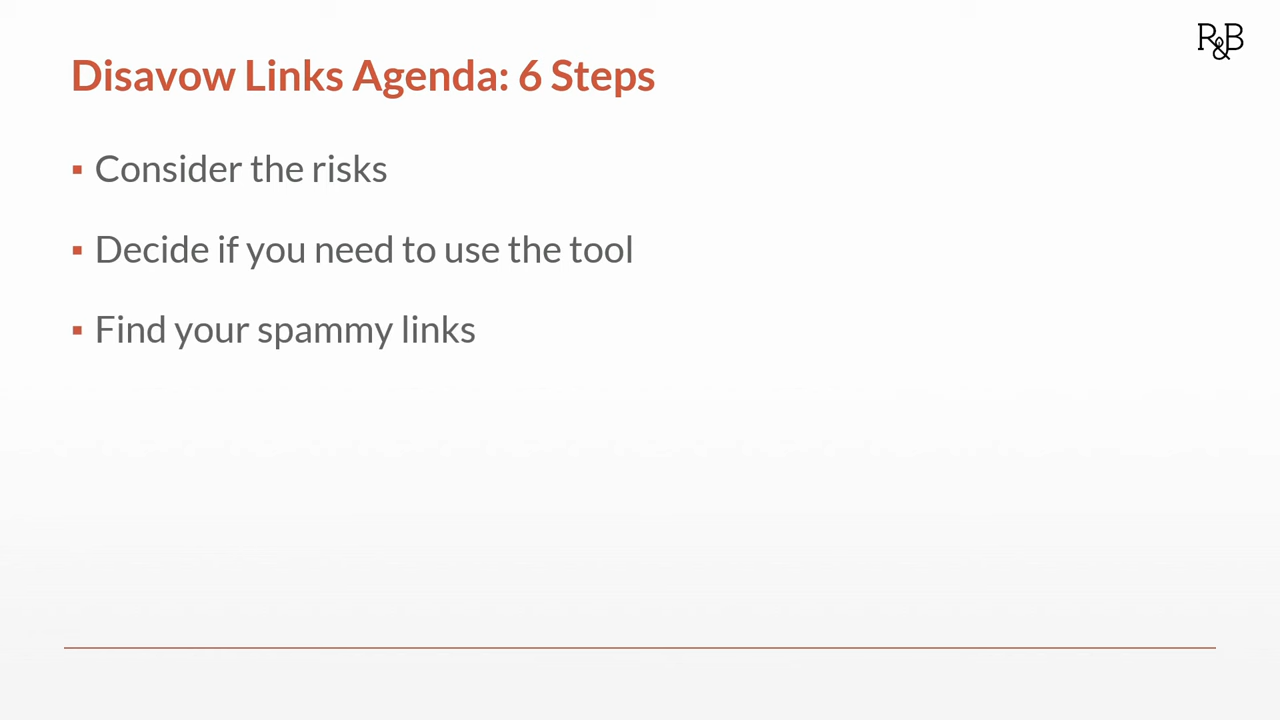 R&B
Disavow Links Agenda: 6 Steps
▪ Consider the risks
▪ Decide if you need to use the tool
▪ Find your spammy links